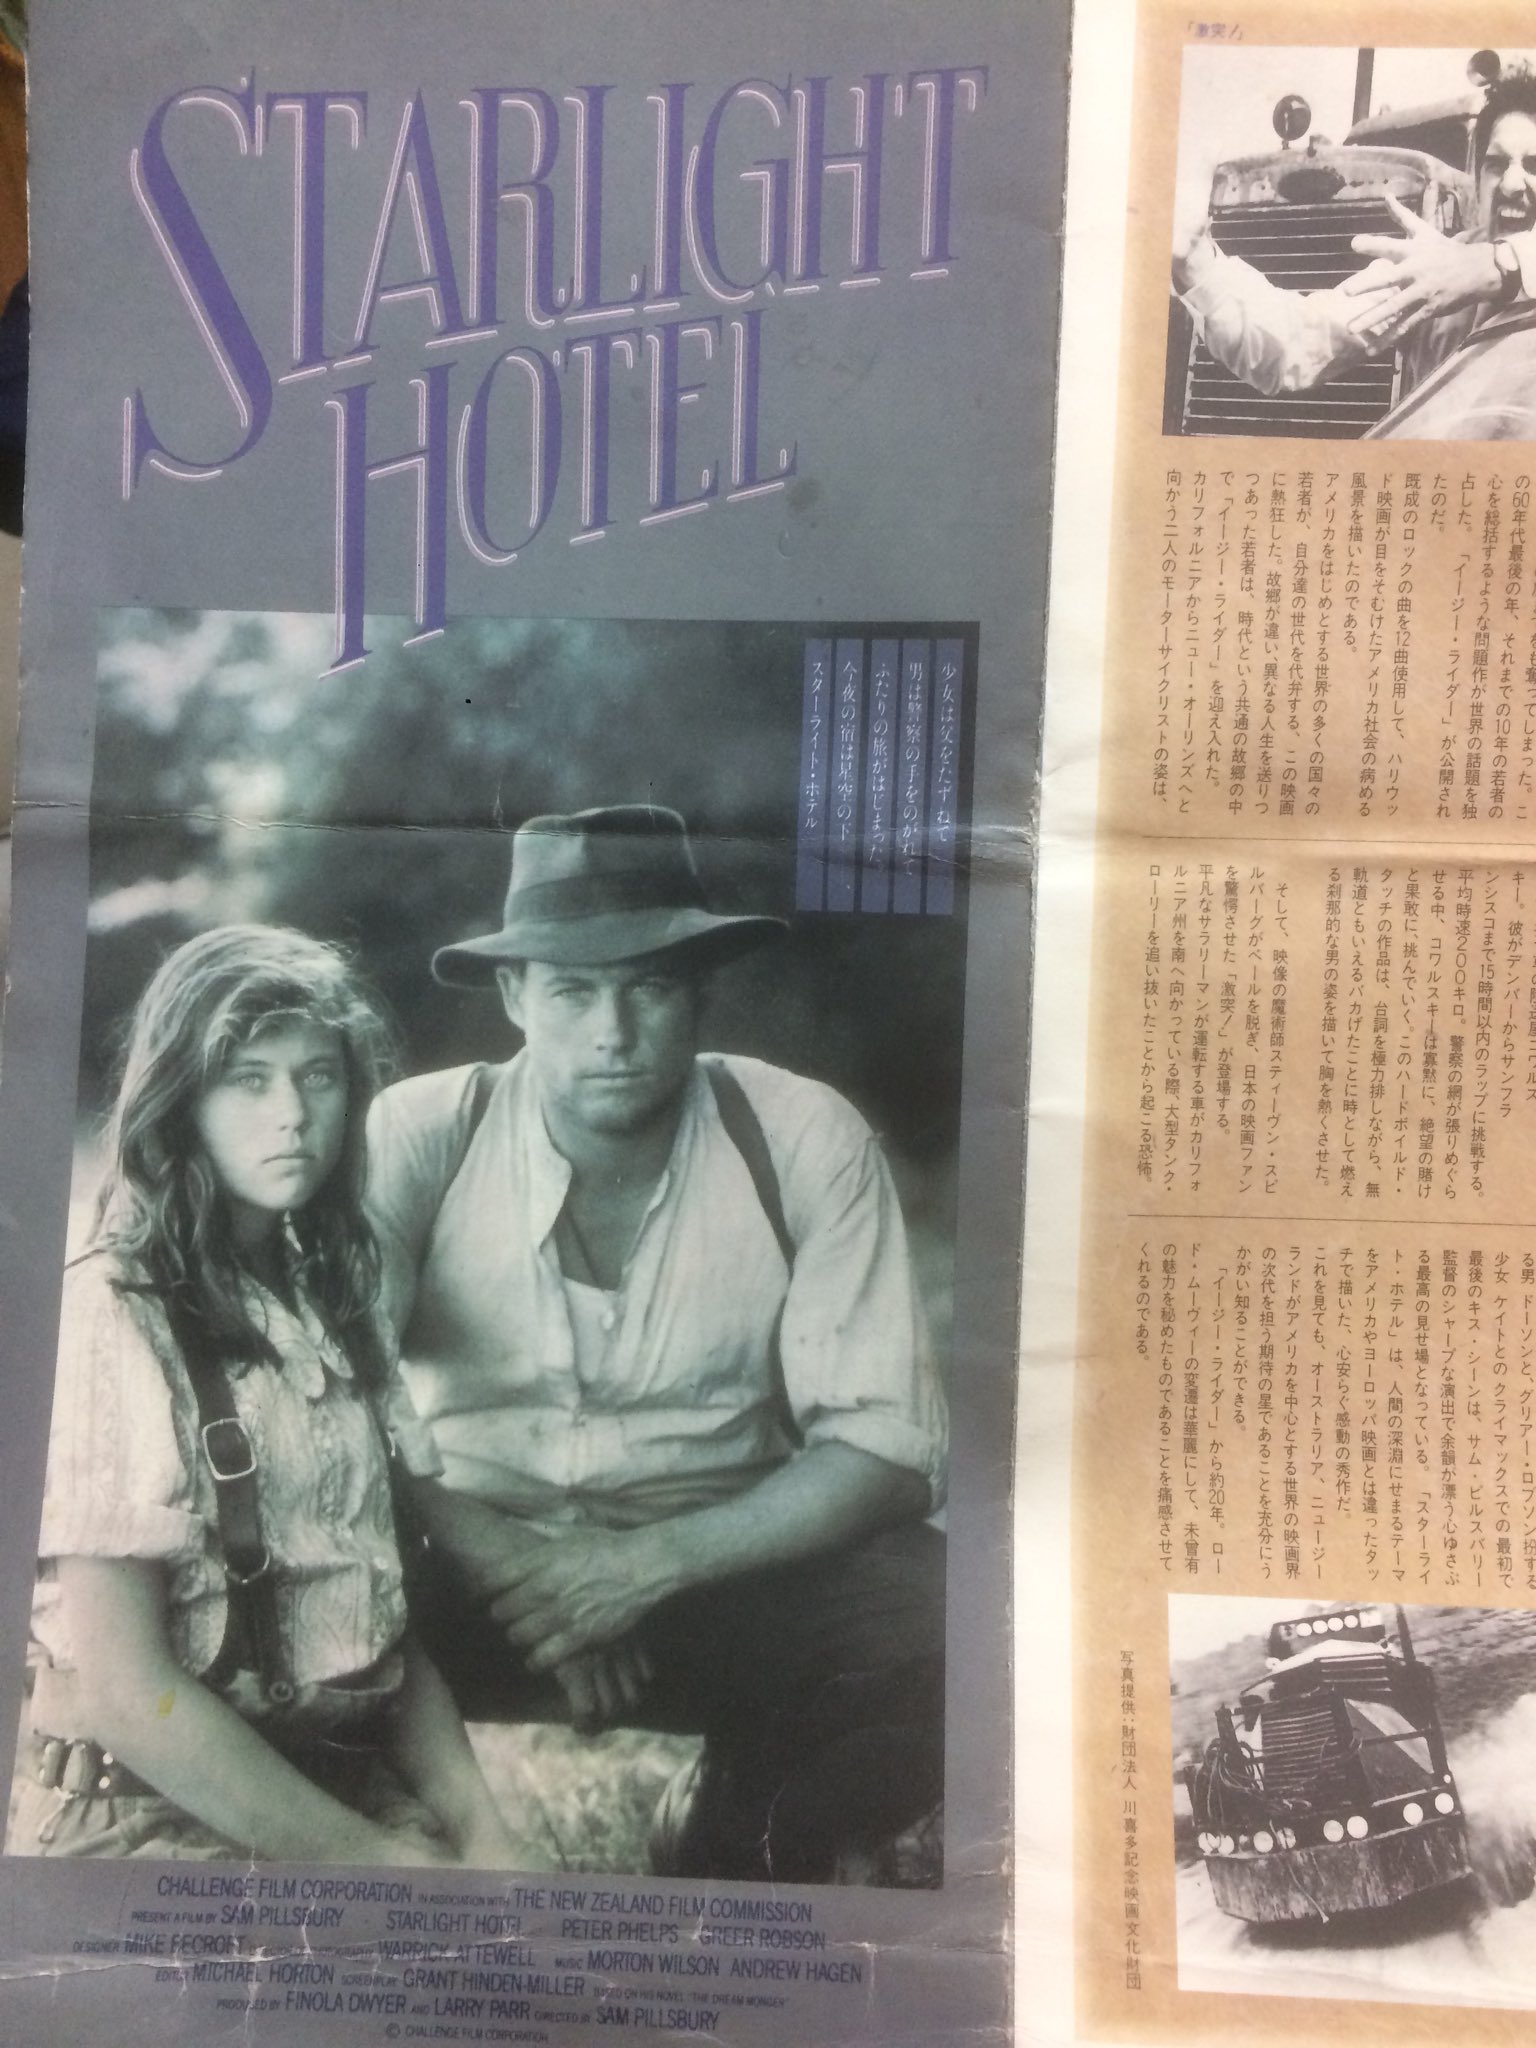 STARLIGHT
HOTEL
少女は父をたずねて
男は警察の手をのがれて
ふたりの旅がはじまった
今夜の宿は星空の下、
スターライト・ホテル
CHALLENGE FILM CORPORATION IN ASSOCIATION WITH THE NEW ZEALAND FILM COMMISSION
PRESENT A FILM BY SAM PILLSBURY STARLIGHT HOTEL PETER PHELPS GREER ROBSON
DESIGNER MIKE BECROFT DIRECTOR OF PHOTOGRAPHY WARRICK ATTEWELL MUSIC MORTON WILSON ANDREW HAGEN
EDITOR MICHAEL HORTON SCREENPLAY GRANT HINDEN-MILLER BASED ON HIS NOVEL "THE DREAM MONGER"
PRODUCED BY FINOLA DWYER AND LARRY PARR DIRECTED BY SAM PILLSBURY
© CHALLENGE FILM CORPORATION
「激突!」
をも奪ってしまった。こ
の60年代最後の年、それまでの10年の若者の
心を総括するような問題作が世界の話題を独
占した。「イージー・ライダー」が公開され
たのだ。
既成のロックの曲を12曲使用して、ハリウッ
ド映画が目をそむけたアメリカ社会の病める
風景を描いたのである。
アメリカをはじめとする世界の多くの国々の
若者が、自分達の世代を代弁する、この映画
に熱狂した。故郷が違い、異なる人生を送りつ
つあった若者は、時代という共通の故郷の中
で「イージー・ライダー」を迎え入れた。
カリフォルニアからニュー・オーリンズへと
向かう二人のモーターサイクリストの姿は、
キー。彼がデンバーからサンフラ
ンシスコまで15時間以内のラップに挑戦する。
平均時速200キロ。警察の網が張りめぐら
せる中、コワルスキーは寡黙に、絶望の賭け
と果敢に、挑んでいく。このハードボイルド・
タッチの作品は、台詞を極力排しながら、無
軌道ともいえるバカげたことに時として燃え
る刹那的な男の姿を描いて胸を熱くさせた。
そして、映像の魔術師スティーヴン・スピ
ルバーグがベールを脱ぎ、日本の映画ファン
を驚愕させた「激突!」が登場する。
平凡なサラリーマンが運転する車がカリフォ
ルニア州を南へ向かっている際、大型タンク・
ローリーを追い抜いたことから起こる恐怖。
る男 ドーソンと、グリアー・ロブソン扮する
少女 ケイトとのクライマックスでの最初で
最後のキス・シーンは、サム・ピルスバリー
監督のシャープな演出で余韻が漂う心ゆさぶ
る最高の見せ場となっている。「スターライ
ト・ホテル」は、人間の深淵にせまるテーマ
をアメリカやヨーロッパ映画とは違ったタッ
チで描いた、心安らぐ感動の秀作だ。
これを見ても、オーストラリア、ニュージー
ランドがアメリカを中心とする世界の映画界
の次代を担う期待の星であることを充分にう
かがい知ることができる。
「イージー・ライダー」から約20年。ロー
ド・ムーヴィーの変遷は華麗にして、未曾有
の魅力を秘めたものであることを痛感させて
くれるのである。
写真提供:財団法人 川喜多記念映画文化財団